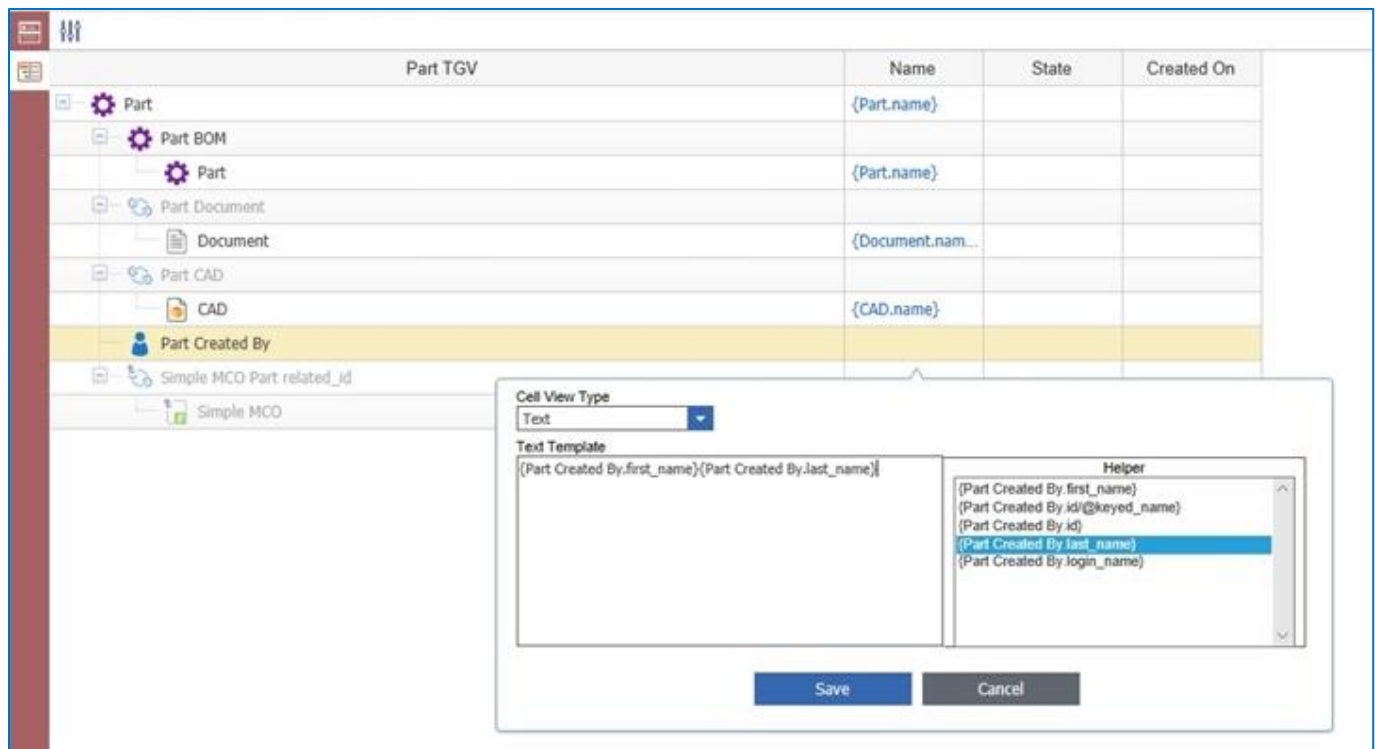 Part TGV Name State Created On
Part {Part.name}
Part BOM
Part {Part.name}
Part Document
Document {Document.nam...
Part CAD
CAD {CAD.name}
Part Created By
Simple MCO Part related_id
Simple MCO
Cell View Type
Text
Text Template
{Part Created By.first_name}{Part Created By.last_name}
Helper
{Part Created By.first_name}
{Part Created By.id/@keyed_name}
{Part Created By.id}
{Part Created By.last_name}
{Part Created By.login_name}
Save Cancel